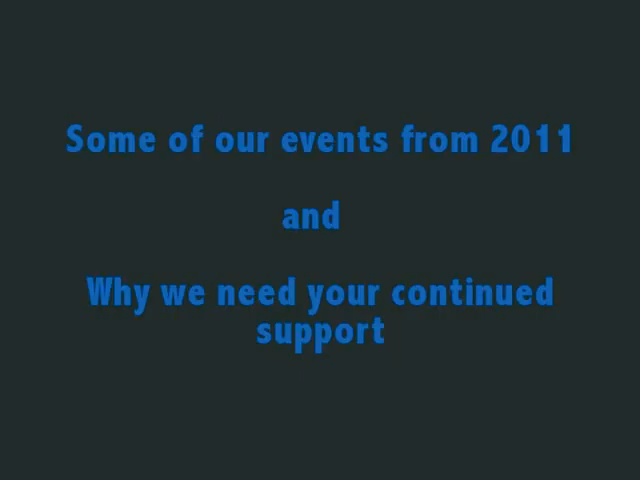 Some of our events from 2011
and
Why we need your continued
support